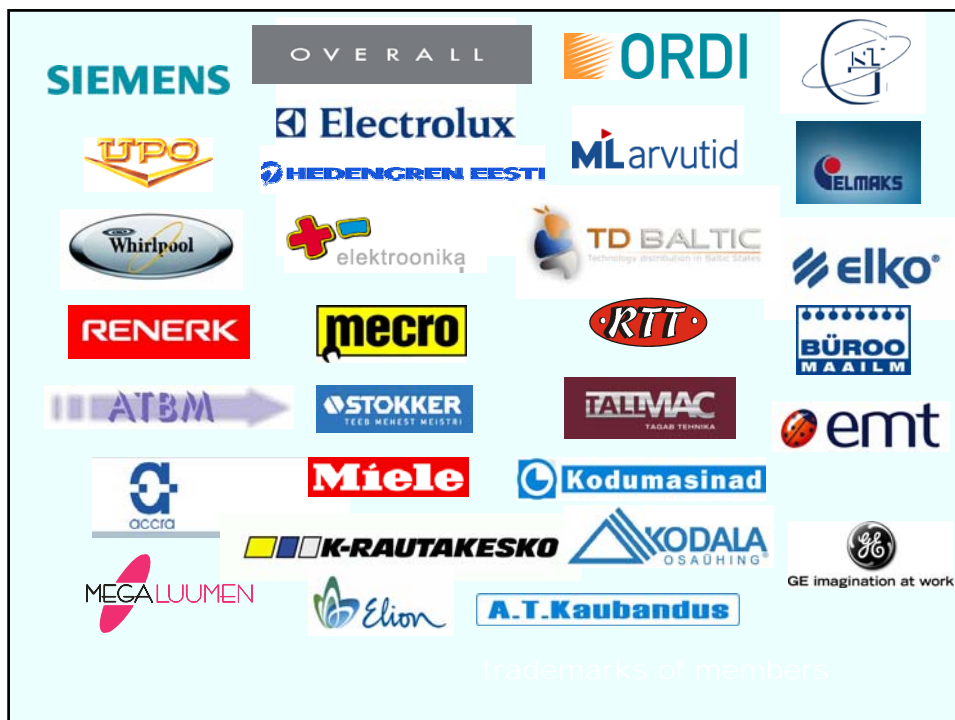 SIEMENS
OVERALL
ORDI
GNT
UPO
Electrolux
HEDENGREN EESTI
ML arvutid
ELMAKS
Whirlpool
elektroonika
TD BALTIC
Technology distribution in Baltic States
elko®
RENERK
mecro
RTT
BÜROO
MAAILM
ATBM
STOKKER
TEEB MEHEST MEISTRI
TALLMAC
TAGAB TEHNIKA
emt
accra
Miele
Kodumasinad
K-RAUTAKESKO
KODALA®
OSAÜHING
GE imagination at work
MEGALUUMEN
Elion
A.T.Kaubandus
trademarks of members